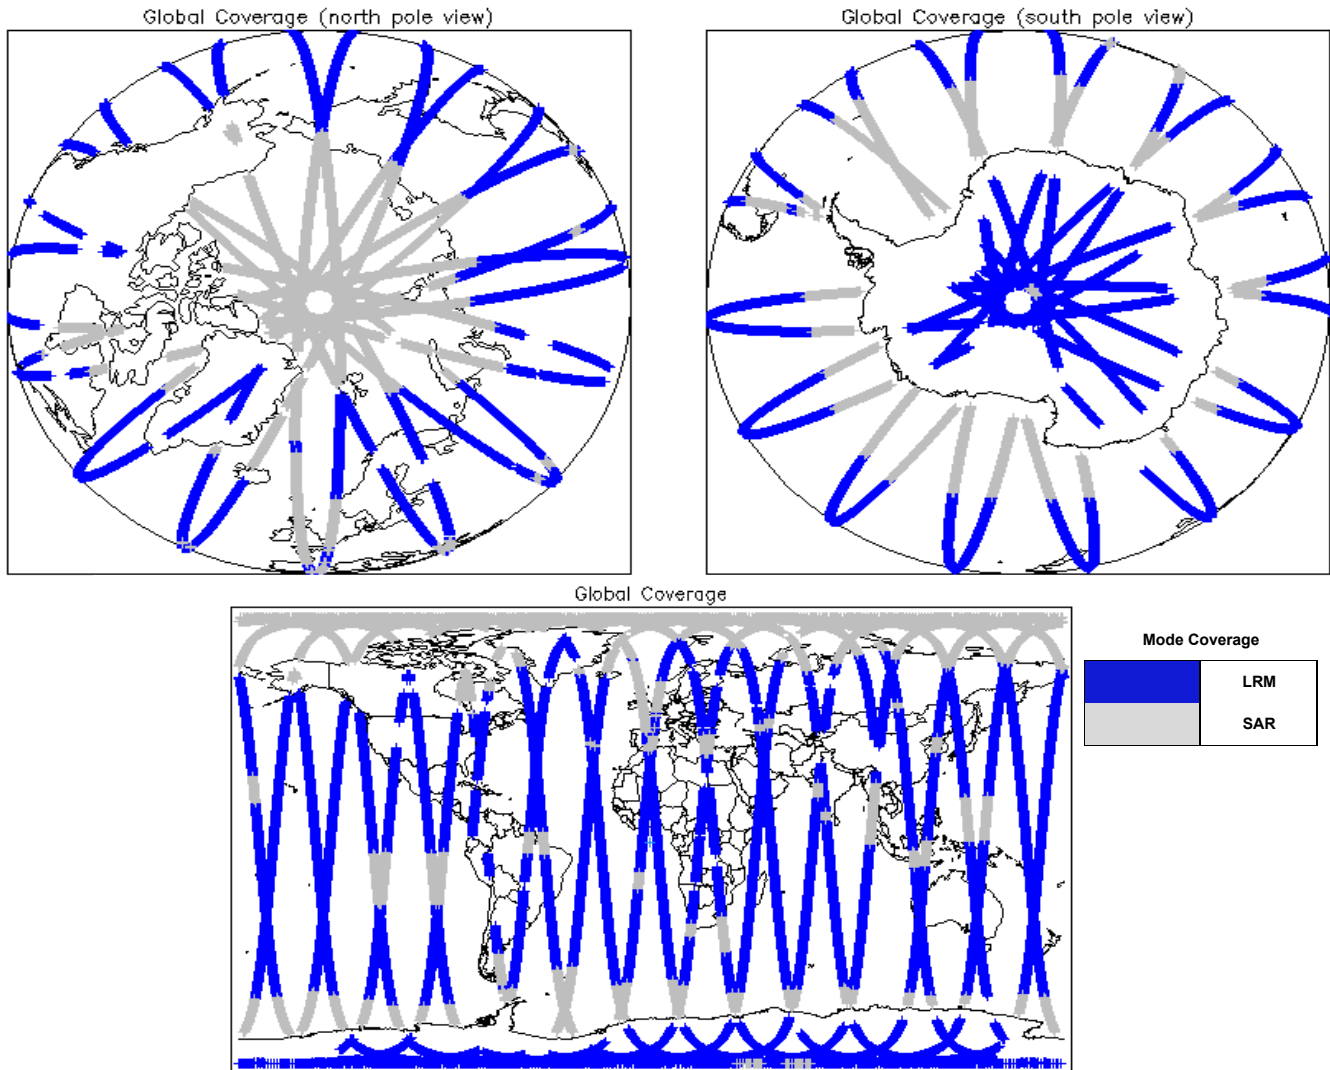 Global Coverage (north pole view)
Global Coverage (south pole view)
Global Coverage
Mode Coverage
LRM
SAR